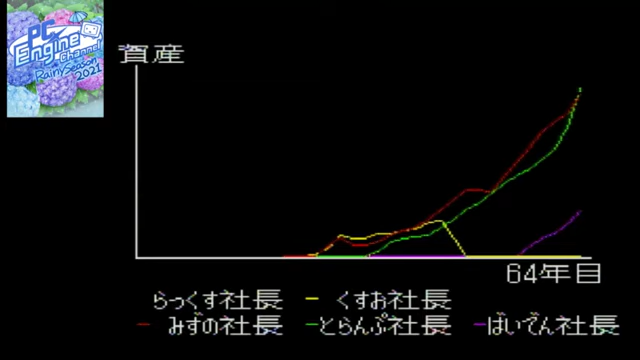 PC
Engine
Channel
RainySeason
2021
資産
64年目
らっくす社長 くすお社長
みずの社長 とらんぷ社長 ばいでん社長